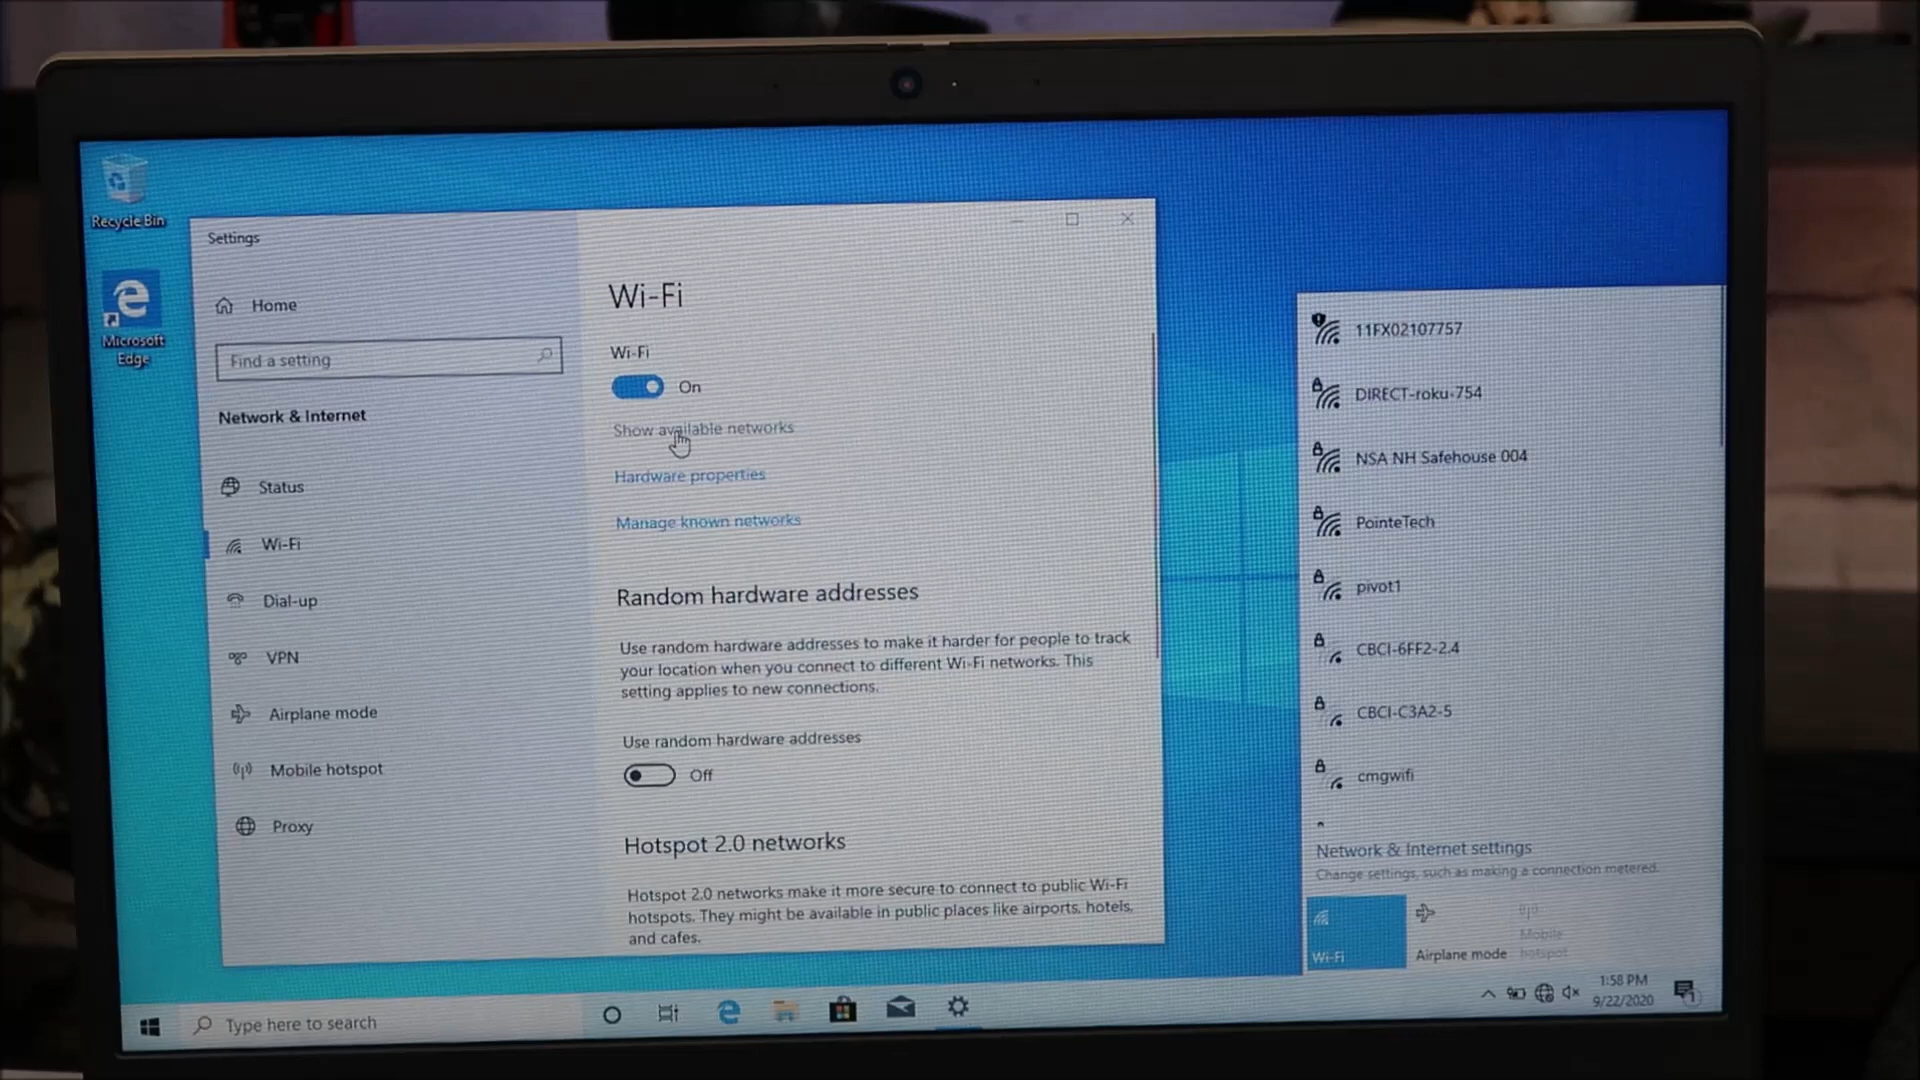 Recycle Bin
Microsoft
Edge
Settings
Home
Find a setting
Network & Internet
Status
Wi-Fi
Dial-up
VPN
Airplane mode
Mobile hotspot
Proxy
Wi-Fi
Wi-Fi
On
Show available networks
Hardware properties
Manage known networks
Random hardware addresses
Use random hardware addresses to make it harder for people to track
your location when you connect to different Wi-Fi networks. This
setting applies to new connections.
Use random hardware addresses
Off
Hotspot 2.0 networks
Hotspot 2.0 networks make it more secure to connect to public Wi-Fi
hotspots. They might be available in public places like airports, hotels,
and cafes.
11FX02107757
DIRECT-roku-754
NSA NH Safehouse 004
PointeTech
pivot1
CBCI-6FF2-2.4
CBCI-C3A2-5
cmgwifi
Network & Internet settings
Change settings, such as making a connection metered.
Wi-Fi
Airplane mode
Mobile
hotspot
Type here to search
1:58 PM
9/22/2020
1